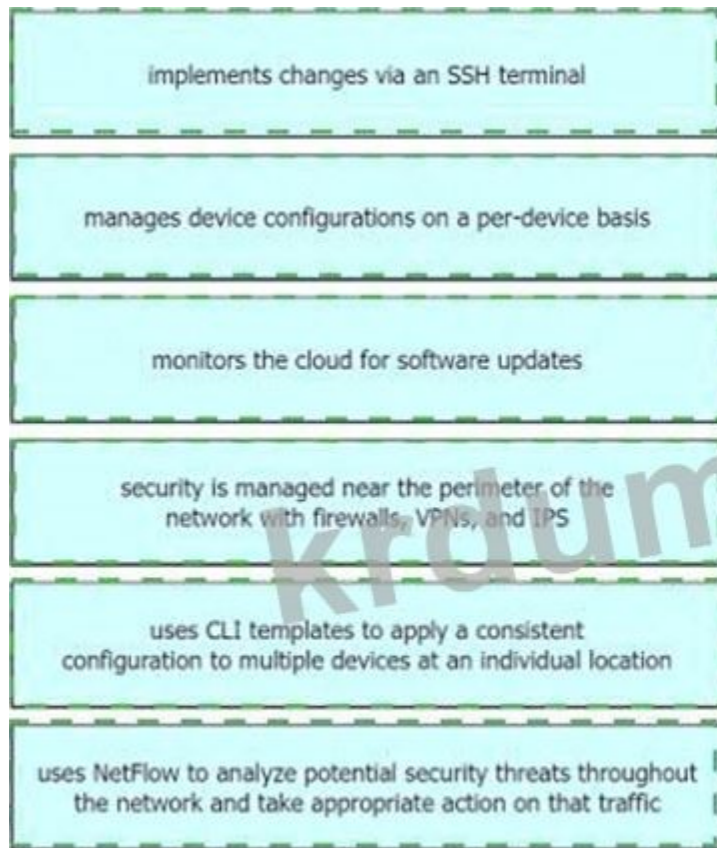 implements changes via an SSH terminal
manages device configurations on a per-device basis
monitors the cloud for software updates
security is managed near the perimeter of the
network with firewalls, VPNs, and IPS
krdum
uses CLI templates to apply a consistent
configuration to multiple devices at an individual location
uses NetFlow to analyze potential security threats throughout
the network and take appropriate action on that traffic